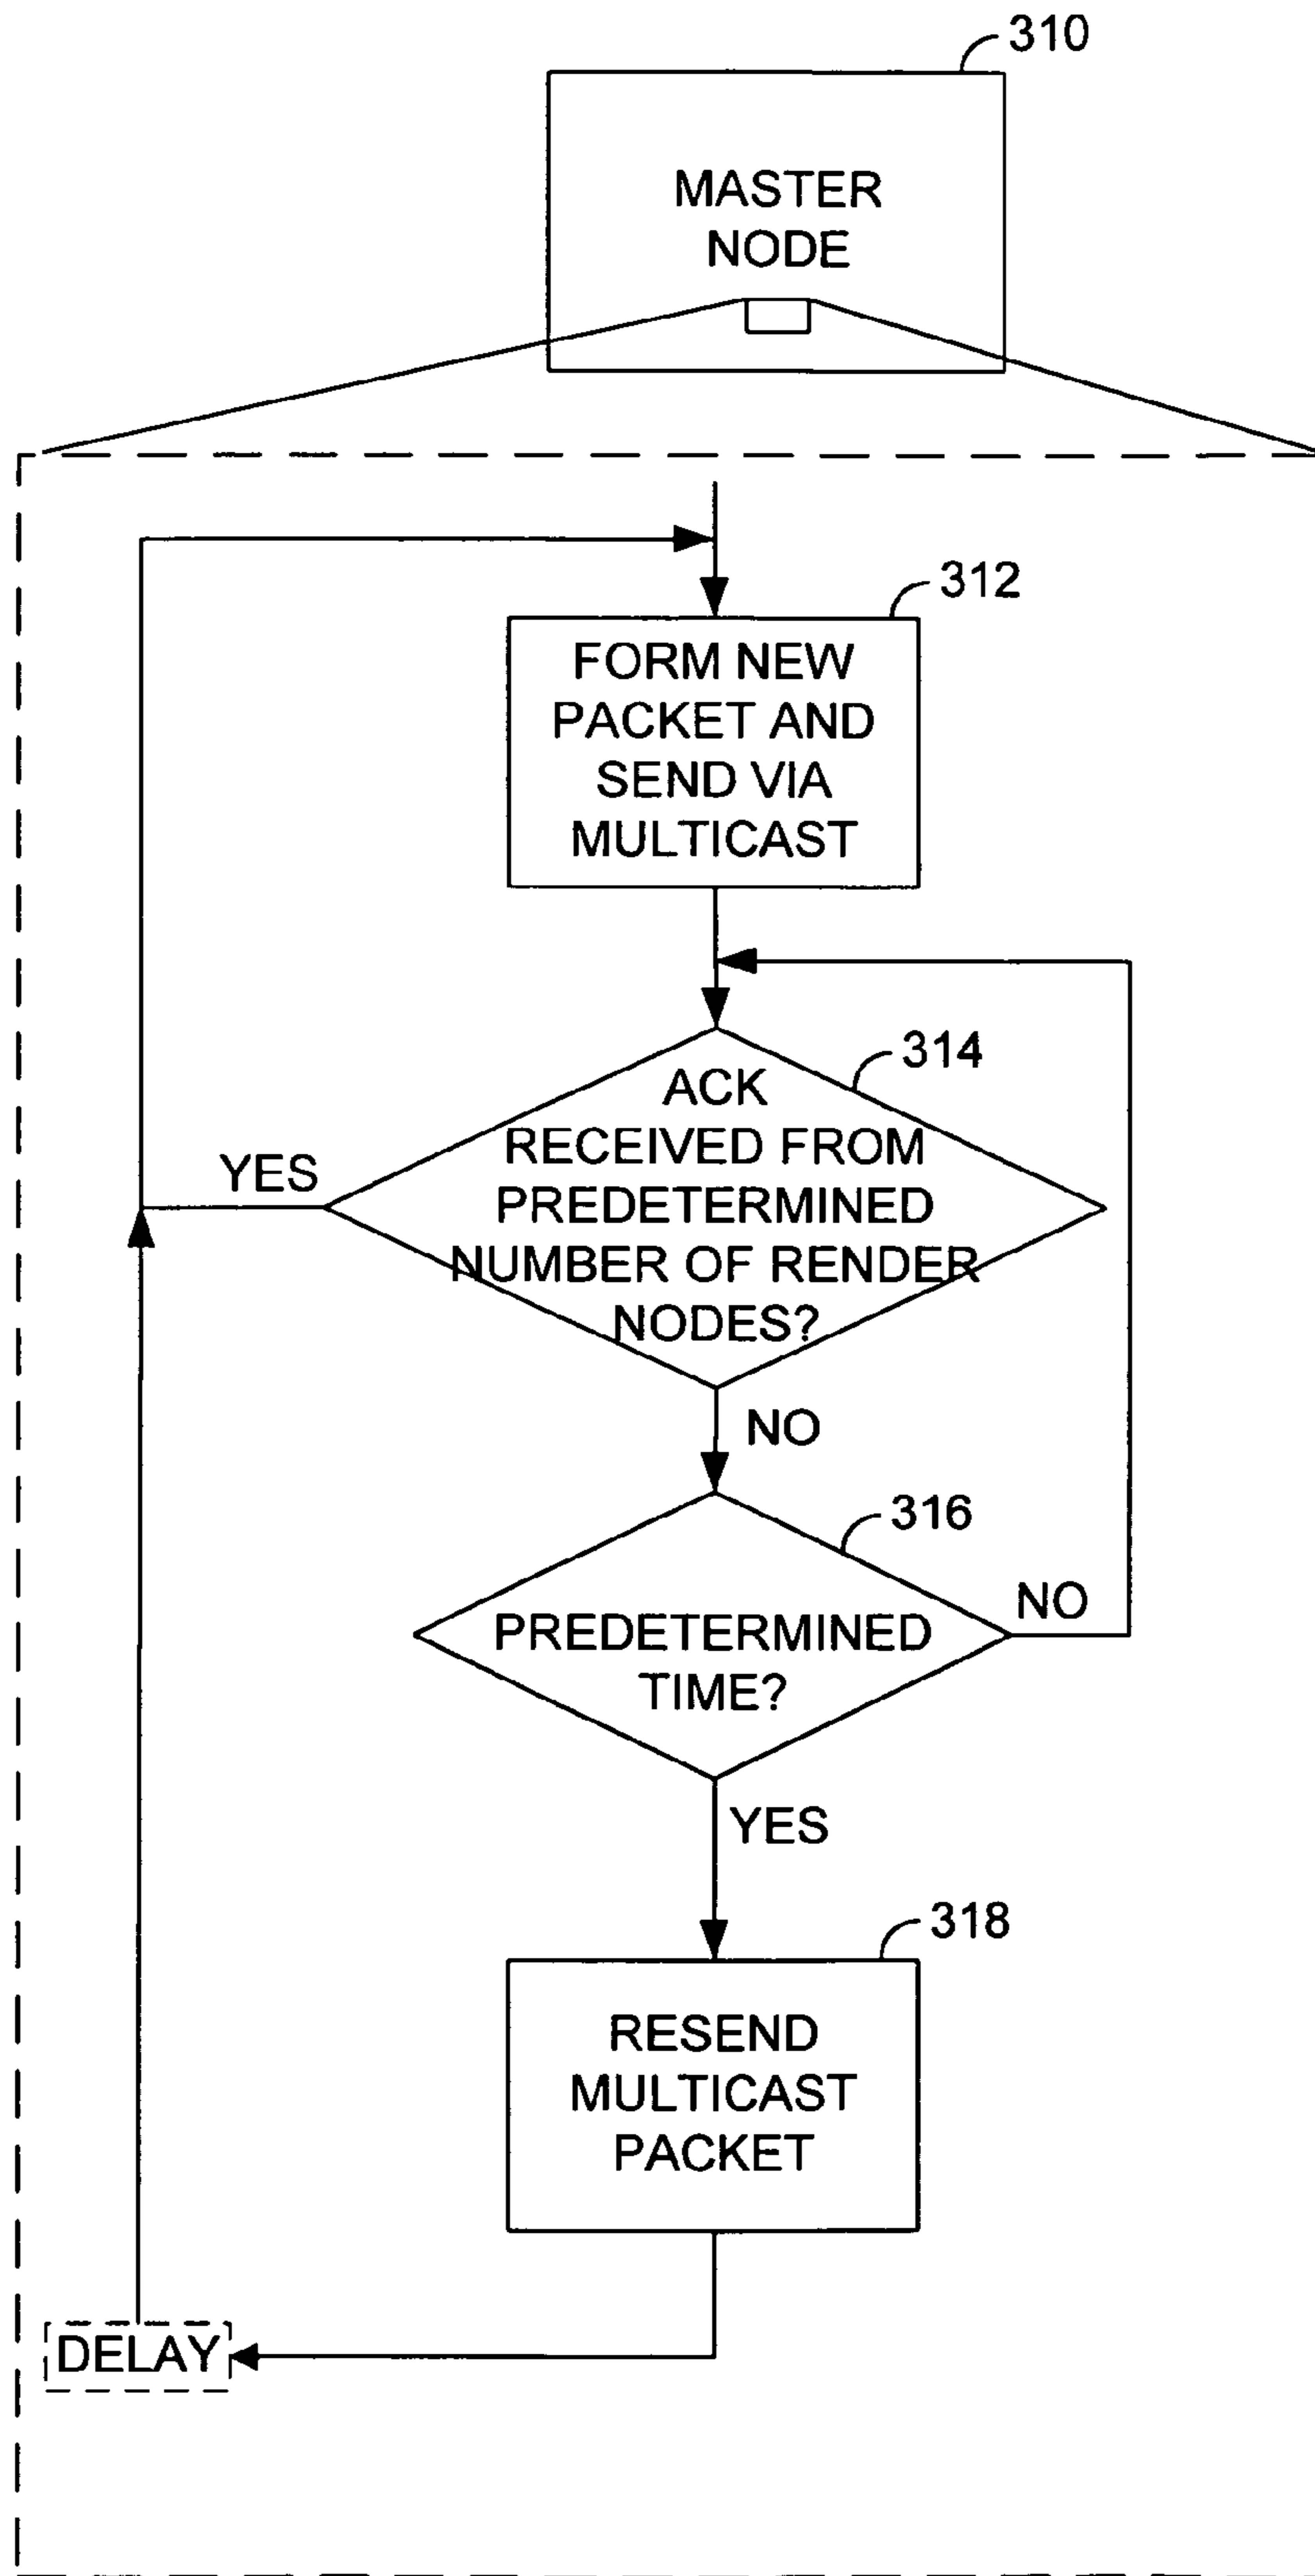 310
MASTER
NODE
312
FORM NEW
PACKET AND
SEND VIA
MULTICAST
314
ACK
RECEIVED FROM
PREDETERMINED
NUMBER OF RENDER
NODES?
YES
NO
316
PREDETERMINED
TIME?
NO
YES
318
RESEND
MULTICAST
PACKET
DELAY